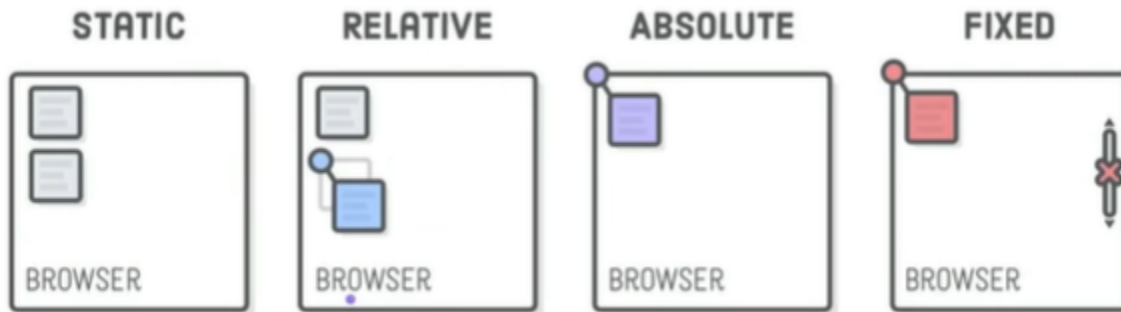 STATIC
RELATIVE
ABSOLUTE
FIXED
BROWSER
BROWSER
BROWSER
BROWSER